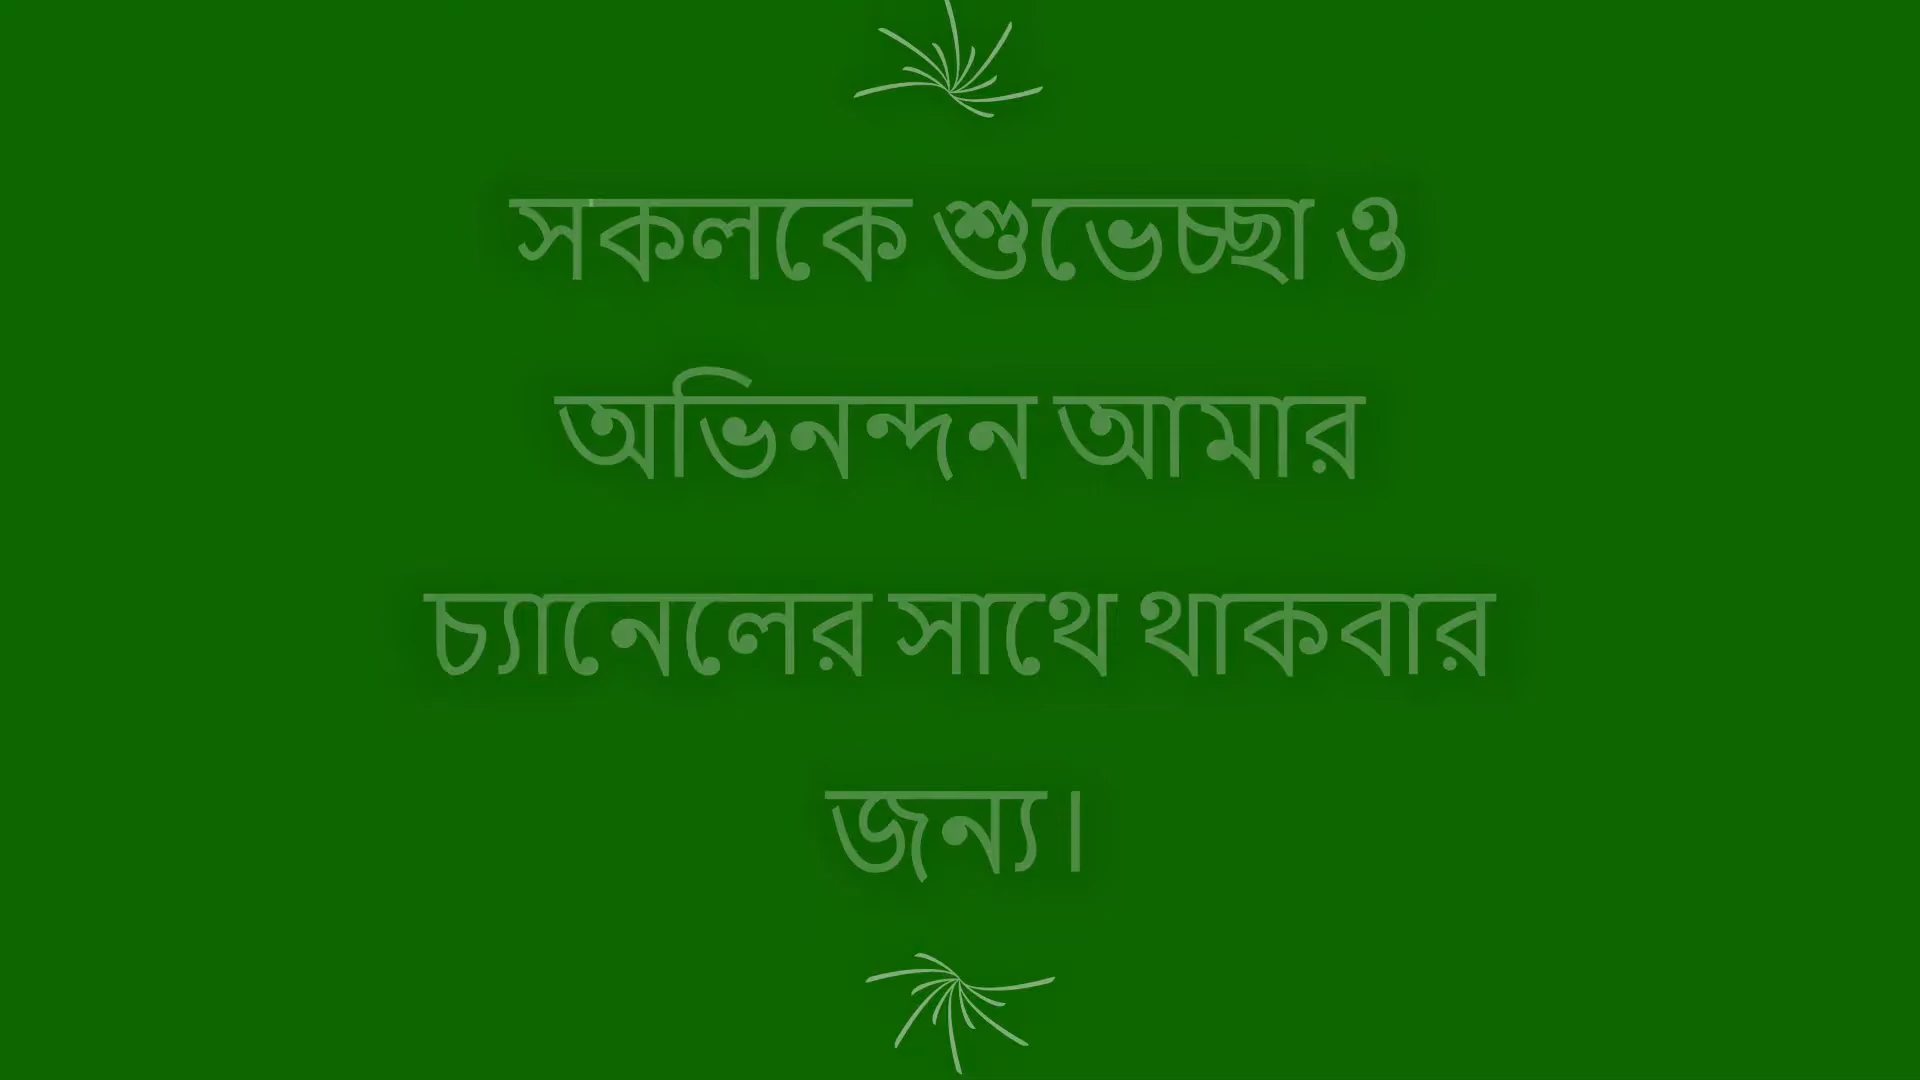 সকলকে শুভেচ্ছা ও
অভিনন্দন আমার
চ্যানেলের সাথে থাকবার
জন্য।